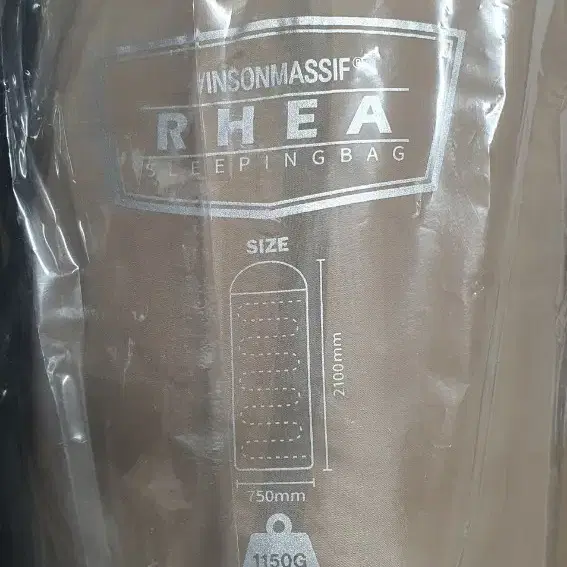 VINSONMASSIF®
RHEA
SLEEPINGBAG
SIZE
2100mm
750mm
1150G